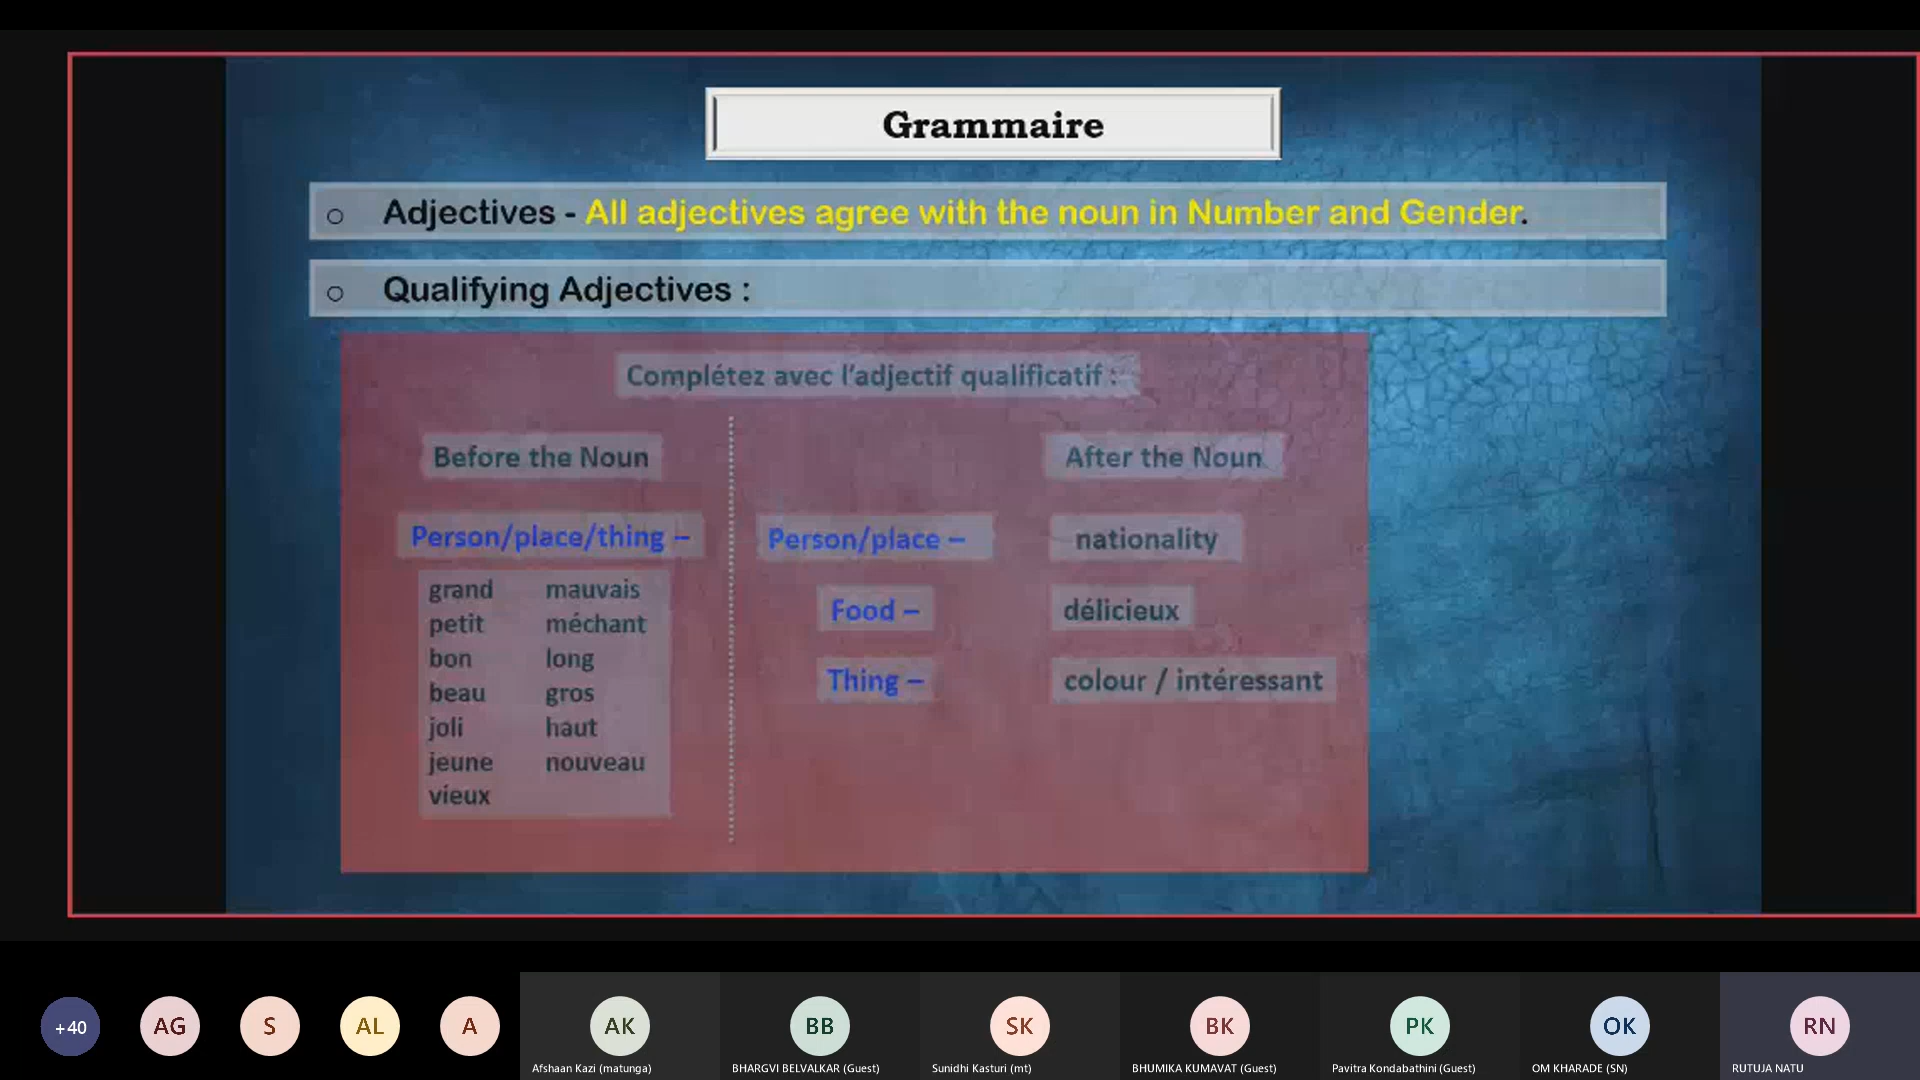 Grammaire
o Adjectives - All adjectives agree with the noun in Number and Gender.
o Qualifying Adjectives :
Complétez avec l'adjectif qualificatif :
Before the Noun
After the Noun
Person/place/thing –
Person/place –
nationality
grand mauvais
petit méchant
bon long
beau gros
joli haut
jeune nouveau
vieux
Food –
délicieux
Thing –
colour / intéressant
+40
AG
S
AL
A
AK
BB
SK
BK
PK
OK
RN
Afshaan Kazi (matunga)
BHARGVI BELVALKAR (Guest)
Sunidhi Kasturi (mt)
BHUMIKA KUMAVAT (Guest)
Pavitra Kondabathini (Guest)
OM KHARADE (SN)
RUTUJA NATU